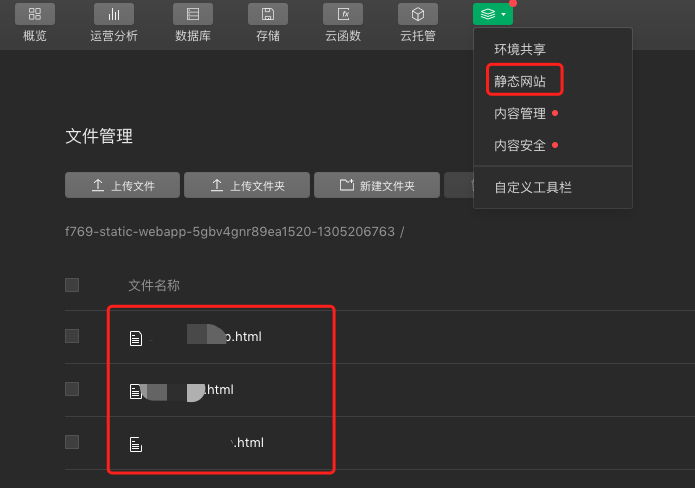 概览 运营分析 数据库 存储 云函数 云托管
环境共享
静态网站
内容管理
内容安全
自定义工具栏
文件管理
上传文件 上传文件夹 新建文件夹
f769-static-webapp-5gbv4gnr89ea1520-1305206763 /
文件名称
.html
.html
.html